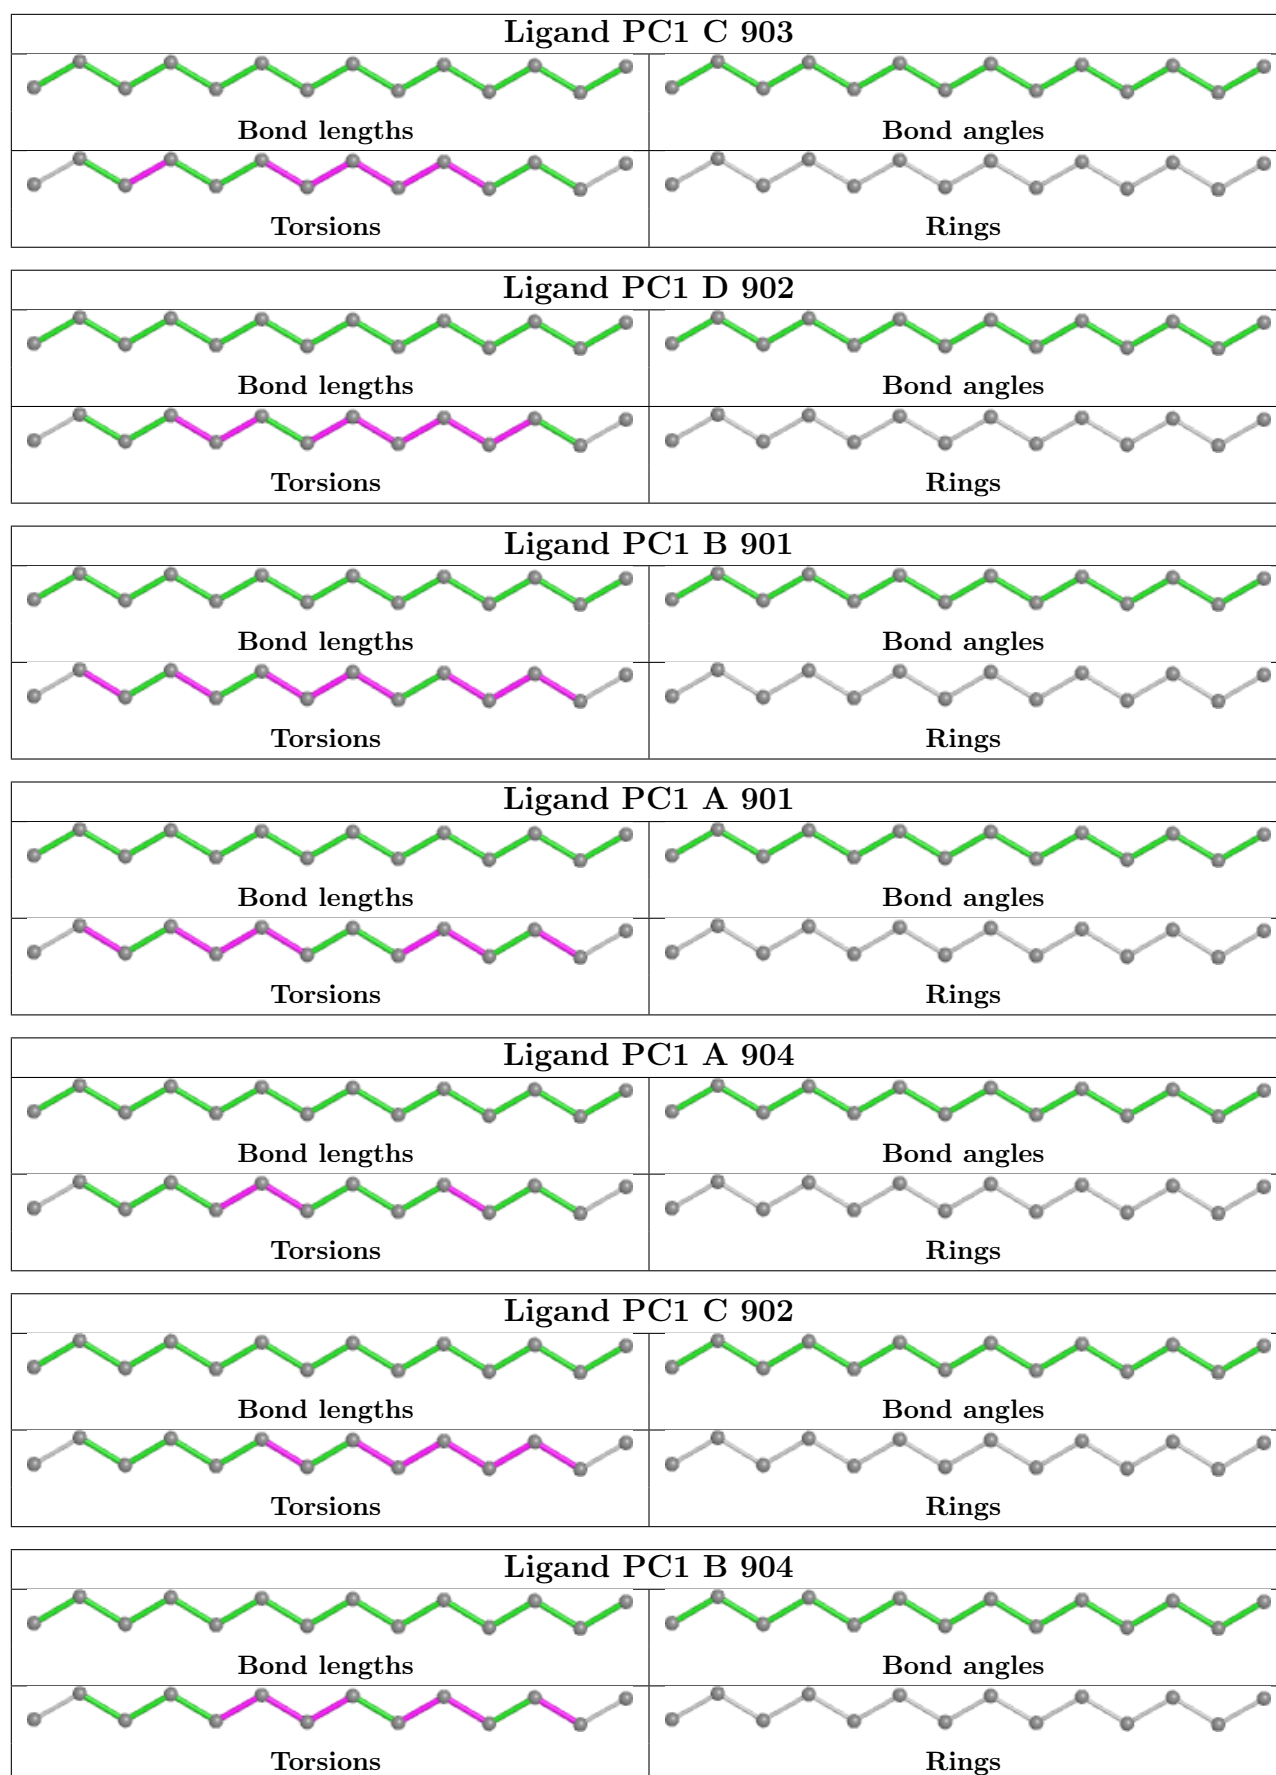 Ligand PC1 C 903
Bond lengths
Bond angles
Torsions
Rings
Ligand PC1 D 902
Bond lengths
Bond angles
Torsions
Rings
Ligand PC1 B 901
Bond lengths
Bond angles
Torsions
Rings
Ligand PC1 A 901
Bond lengths
Bond angles
Torsions
Rings
Ligand PC1 A 904
Bond lengths
Bond angles
Torsions
Rings
Ligand PC1 C 902
Bond lengths
Bond angles
Torsions
Rings
Ligand PC1 B 904
Bond lengths
Bond angles
Torsions
Rings